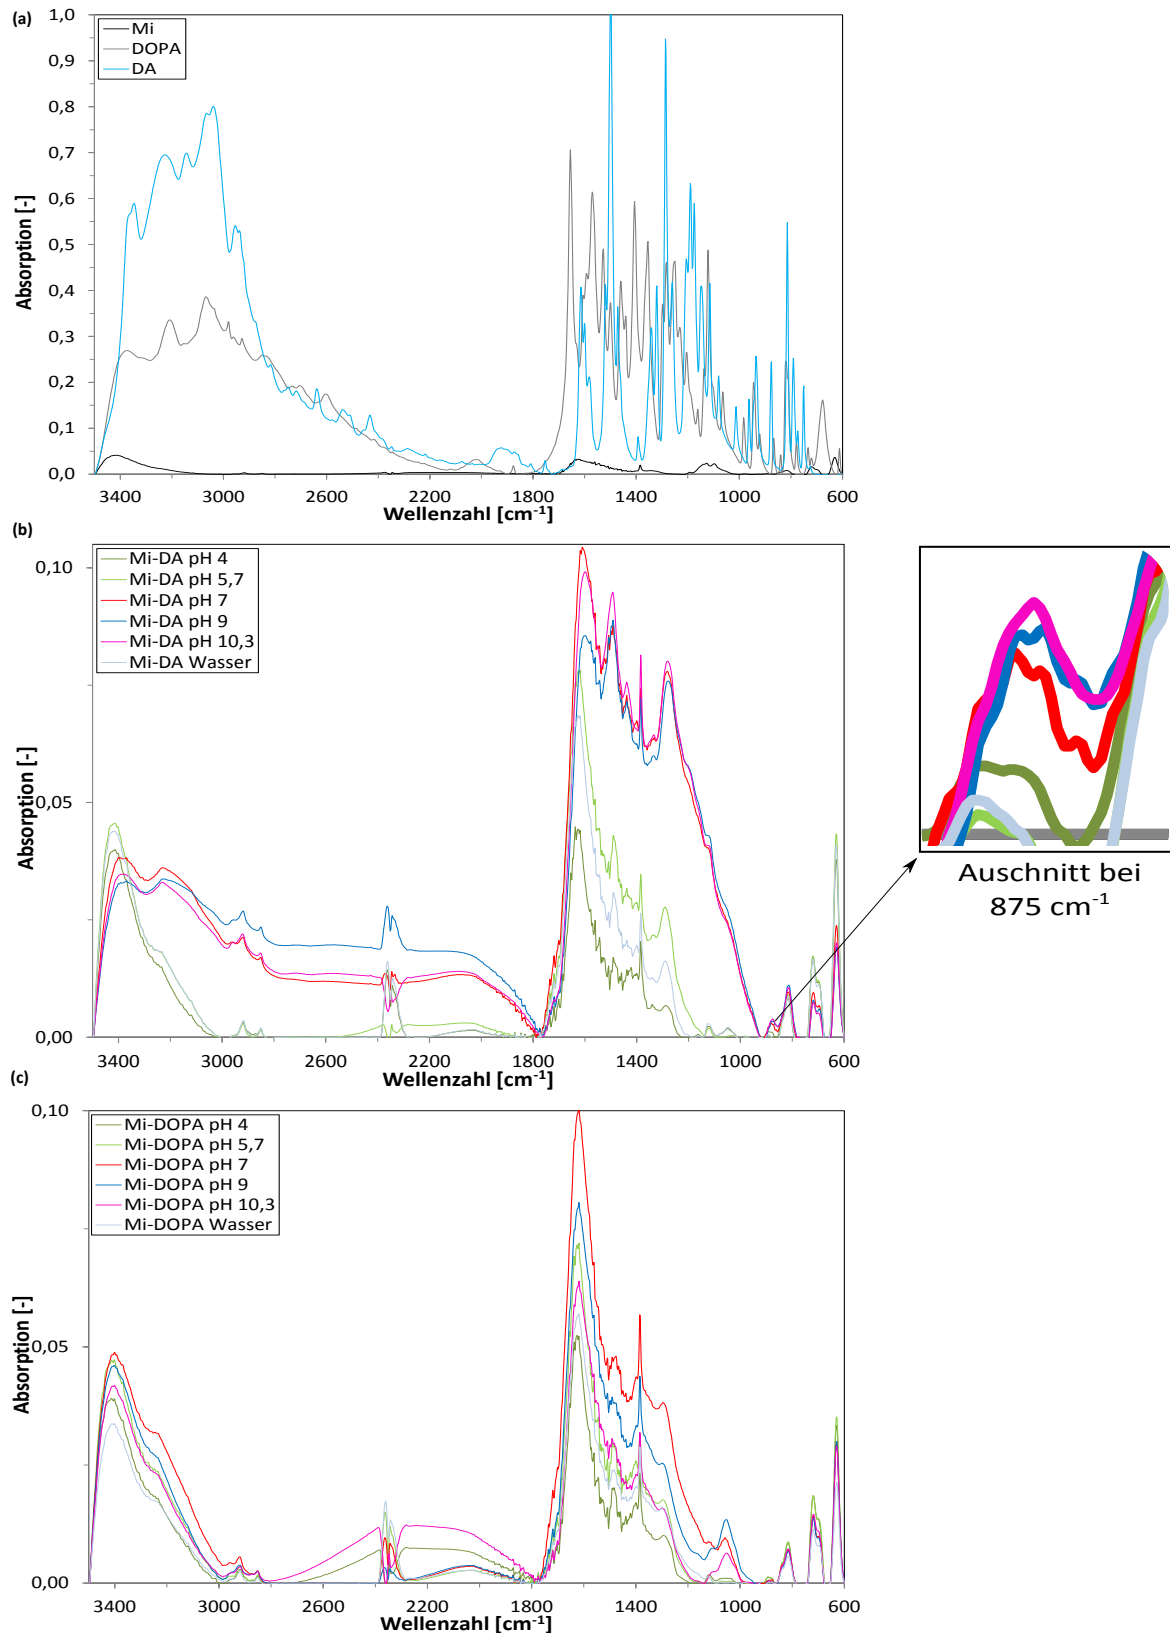 (a)
Mi
DOPA
DA
1,0
0,9
0,8
0,7
0,6
0,5
0,4
0,3
0,2
0,1
0,0
Absorption [-]
3400 3000 2600 2200 1800 1400 1000 600
Wellenzahl [cm-1]
(b)
Mi-DA pH 4
Mi-DA pH 5,7
Mi-DA pH 7
Mi-DA pH 9
Mi-DA pH 10,3
Mi-DA Wasser
0,10
0,05
0,00
Absorption [-]
3400 3000 2600 2200 1800 1400 1000 600
Wellenzahl [cm-1]
Auschnitt bei
875 cm-1
(c)
Mi-DOPA pH 4
Mi-DOPA pH 5,7
Mi-DOPA pH 7
Mi-DOPA pH 9
Mi-DOPA pH 10,3
Mi-DOPA Wasser
0,10
0,05
0,00
Absorption [-]
3400 3000 2600 2200 1800 1400 1000 600
Wellenzahl [cm-1]